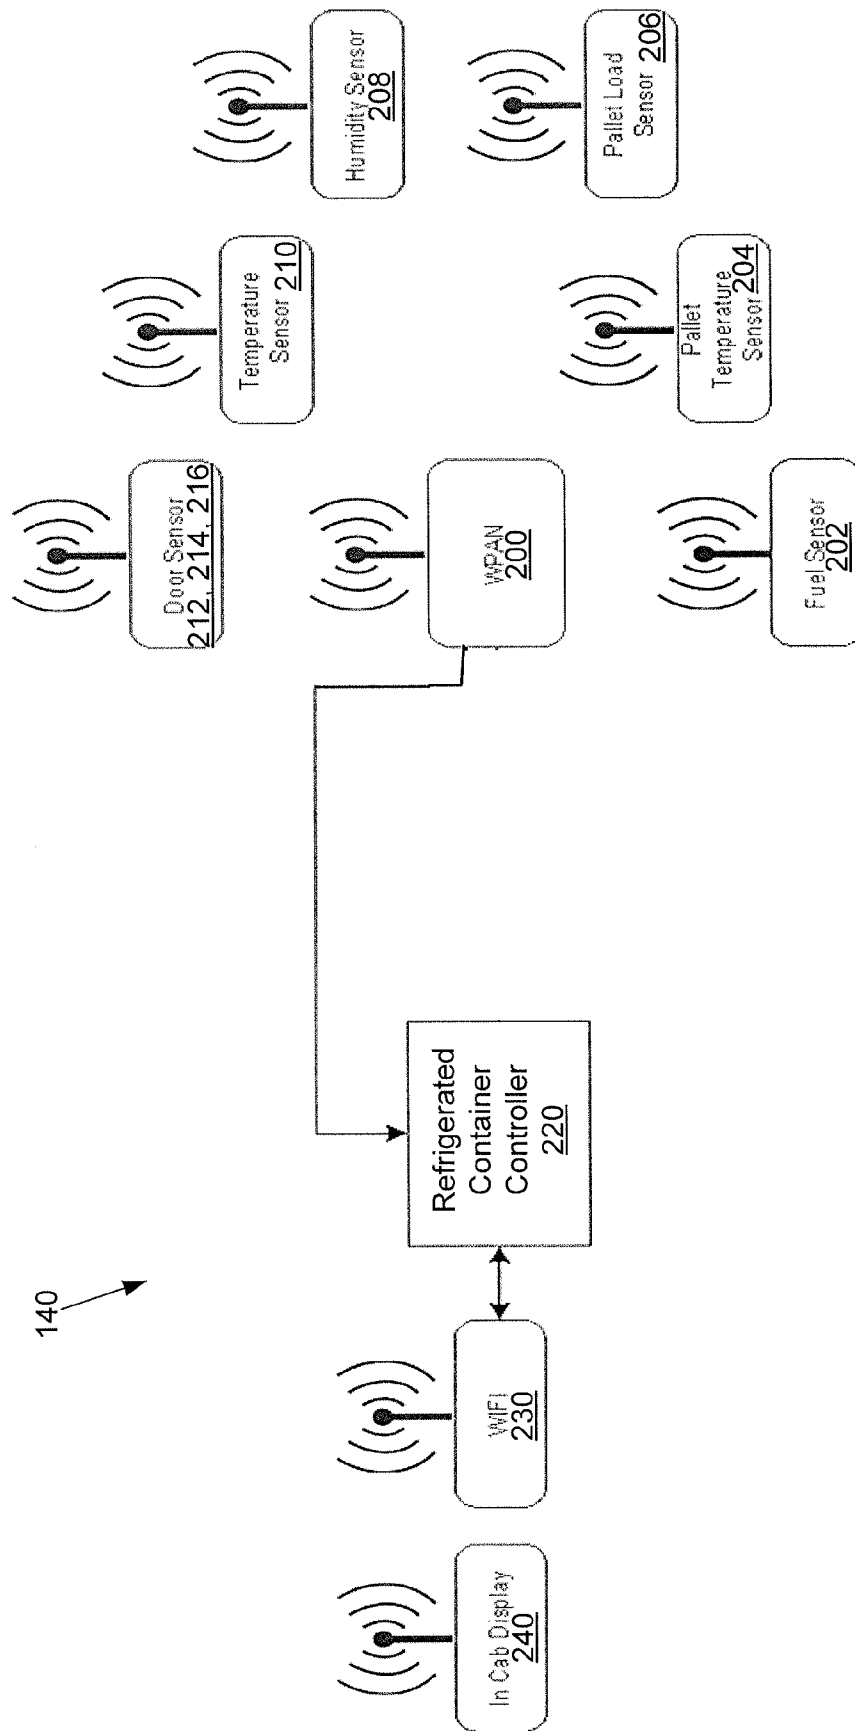 140
In Cab Display
240
WIFI
230
Refrigerated
Container
Controller
220
Door Sensor
212, 214, 216
WPAN
200
Fuel Sensor
202
Temperature
Sensor 210
Pallet
Temperature
Sensor 204
Humidity Sensor
208
Pallet Load
Sensor 206